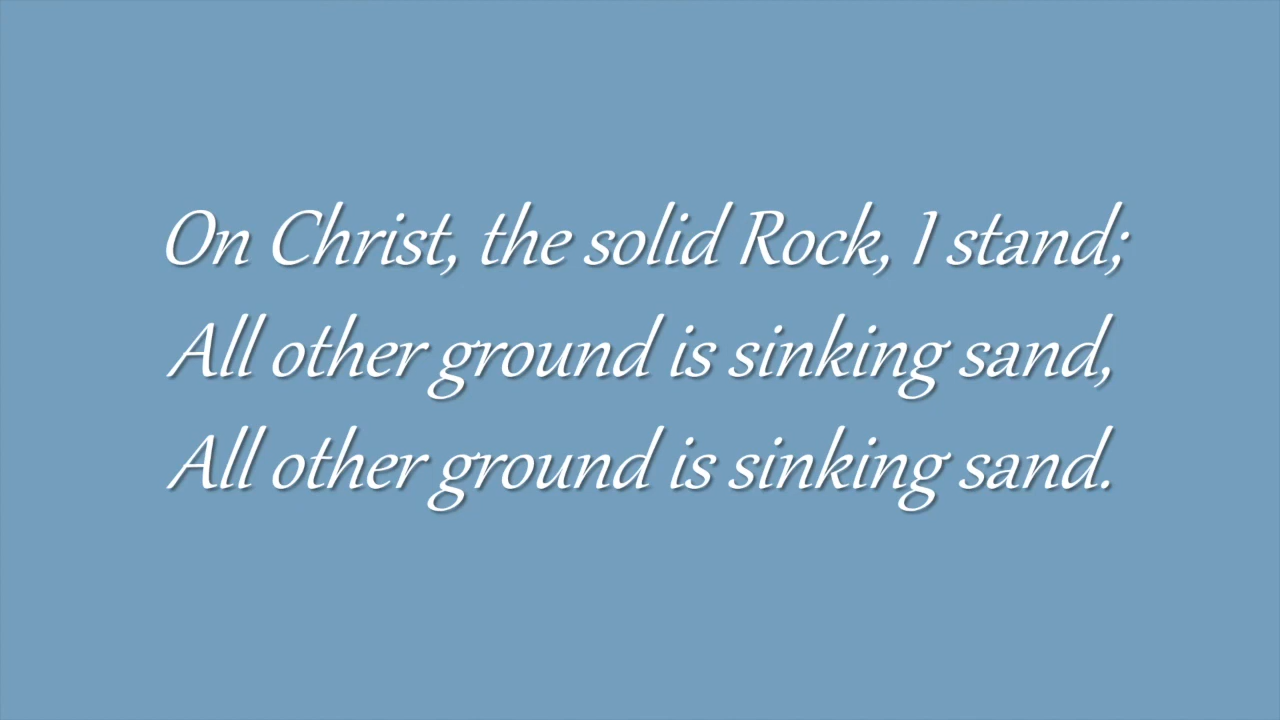 On Christ, the solid Rock, I stand;
All other ground is sinking sand,
All other ground is sinking sand.